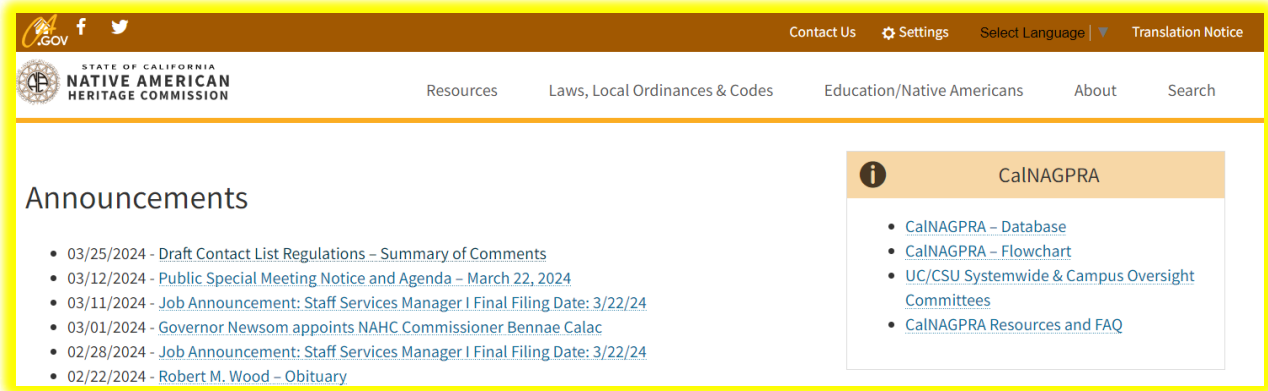 CA.GOV
Contact Us
Settings
Select Language | ▼
Translation Notice
STATE OF CALIFORNIA
NATIVE AMERICAN
HERITAGE COMMISSION
Resources
Laws, Local Ordinances & Codes
Education/Native Americans
About
Search
Announcements
03/25/2024 - Draft Contact List Regulations – Summary of Comments
03/12/2024 - Public Special Meeting Notice and Agenda – March 22, 2024
03/11/2024 - Job Announcement: Staff Services Manager I Final Filing Date: 3/22/24
03/01/2024 - Governor Newsom appoints NAHC Commissioner Bennae Calac
02/28/2024 - Job Announcement: Staff Services Manager I Final Filing Date: 3/22/24
02/22/2024 - Robert M. Wood – Obituary
CalNAGPRA
CalNAGPRA – Database
CalNAGPRA – Flowchart
UC/CSU Systemwide & Campus Oversight
Committees
CalNAGPRA Resources and FAQ